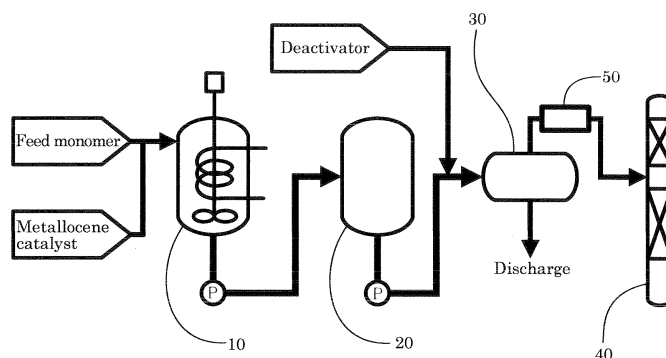 30
Deactivator
50
Feed monomer
Metallocene
catalyst
P
P
Discharge
10
20
40